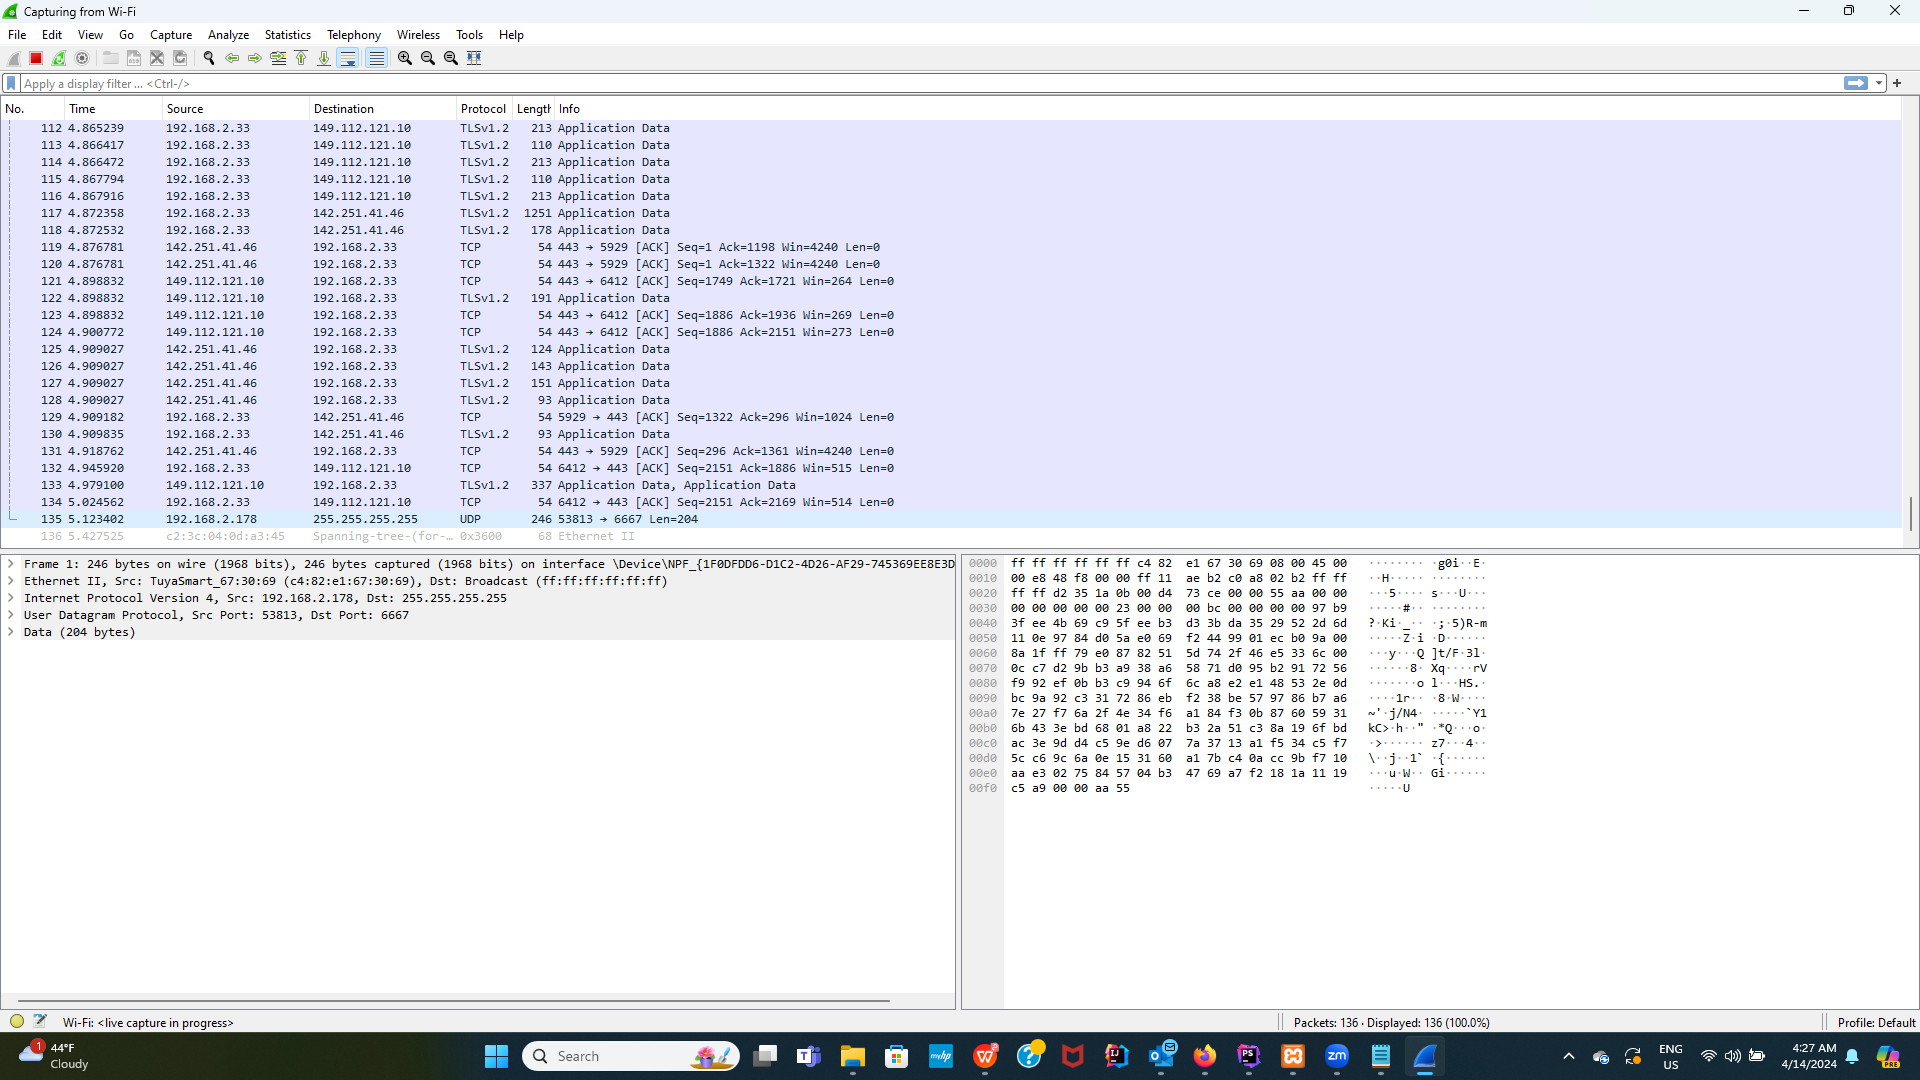 Capturing from Wi-Fi
File Edit View Go Capture Analyze Statistics Telephony Wireless Tools Help
Apply a display filter ... <Ctrl-/>
No. Time Source Destination Protocol Length Info
112 4.865239 192.168.2.33 149.112.121.10 TLSv1.2 213 Application Data
113 4.866417 192.168.2.33 149.112.121.10 TLSv1.2 110 Application Data
114 4.866472 192.168.2.33 149.112.121.10 TLSv1.2 213 Application Data
115 4.867794 192.168.2.33 149.112.121.10 TLSv1.2 110 Application Data
116 4.867916 192.168.2.33 149.112.121.10 TLSv1.2 213 Application Data
117 4.872358 192.168.2.33 142.251.41.46 TLSv1.2 1251 Application Data
118 4.872532 192.168.2.33 142.251.41.46 TLSv1.2 178 Application Data
119 4.876781 142.251.41.46 192.168.2.33 TCP 54 443 → 5929 [ACK] Seq=1 Ack=1198 Win=4240 Len=0
120 4.876781 142.251.41.46 192.168.2.33 TCP 54 443 → 5929 [ACK] Seq=1 Ack=1322 Win=4240 Len=0
121 4.898832 149.112.121.10 192.168.2.33 TCP 54 443 → 6412 [ACK] Seq=1749 Ack=1721 Win=264 Len=0
122 4.898832 149.112.121.10 192.168.2.33 TLSv1.2 191 Application Data
123 4.898832 149.112.121.10 192.168.2.33 TCP 54 443 → 6412 [ACK] Seq=1886 Ack=1936 Win=269 Len=0
124 4.900772 149.112.121.10 192.168.2.33 TCP 54 443 → 6412 [ACK] Seq=1886 Ack=2151 Win=273 Len=0
125 4.909027 142.251.41.46 192.168.2.33 TLSv1.2 124 Application Data
126 4.909027 142.251.41.46 192.168.2.33 TLSv1.2 143 Application Data
127 4.909027 142.251.41.46 192.168.2.33 TLSv1.2 151 Application Data
128 4.909027 142.251.41.46 192.168.2.33 TLSv1.2 93 Application Data
129 4.909182 192.168.2.33 142.251.41.46 TCP 54 5929 → 443 [ACK] Seq=1322 Ack=296 Win=1024 Len=0
130 4.909835 192.168.2.33 142.251.41.46 TLSv1.2 93 Application Data
131 4.918762 142.251.41.46 192.168.2.33 TCP 54 443 → 5929 [ACK] Seq=296 Ack=1361 Win=4240 Len=0
132 4.945920 192.168.2.33 149.112.121.10 TCP 54 6412 → 443 [ACK] Seq=2151 Ack=1886 Win=515 Len=0
133 4.979100 149.112.121.10 192.168.2.33 TLSv1.2 337 Application Data, Application Data
134 5.024562 192.168.2.33 149.112.121.10 TCP 54 6412 → 443 [ACK] Seq=2151 Ack=2169 Win=514 Len=0
135 5.123402 192.168.2.178 255.255.255.255 UDP 246 53813 → 6667 Len=204
136 5.427525 c2:3c:04:0d:a3:45 Spanning-tree-(for-… 0x3600 68 Ethernet II
Frame 1: 246 bytes on wire (1968 bits), 246 bytes captured (1968 bits) on interface \Device\NPF_{1F0DFDD6-D1C2-4D26-AF29-745369EE8E3D
Ethernet II, Src: TuyaSmart_67:30:69 (c4:82:e1:67:30:69), Dst: Broadcast (ff:ff:ff:ff:ff:ff)
Internet Protocol Version 4, Src: 192.168.2.178, Dst: 255.255.255.255
User Datagram Protocol, Src Port: 53813, Dst Port: 6667
Data (204 bytes)
0000 ff ff ff ff ff ff c4 82 e1 67 30 69 08 00 45 00 ········ ·g0i··E·
0010 00 e8 48 f8 00 00 ff 11 ae b2 c0 a8 02 b2 ff ff ··H····· ········
0020 ff ff d2 35 1a 0b 00 d4 73 ce 00 00 55 aa 00 00 ···5···· s···U···
0030 00 00 00 00 00 23 00 00 00 bc 00 00 00 00 97 b9 ·····#·· ········
0040 3f ee 4b 69 c9 5f ee b3 d3 3b da 35 29 52 2d 6d ?·Ki·_·· ·;·5)R-m
0050 11 0e 97 84 d0 5a e0 69 f2 44 99 01 ec b0 9a 00 ·····Z·i ·D······
0060 8a 1f ff 79 e0 87 82 51 5d 74 2f 46 e5 33 6c 00 ···y···Q ]t/F·3l·
0070 0c c7 d2 9b b3 a9 38 a6 58 71 d0 95 b2 91 72 56 ······8· Xq····rV
0080 f9 92 ef 0b b3 c9 94 6f 6c a8 e2 e1 48 53 2e 0d ·······o l···HS.·
0090 bc 9a 92 c3 31 72 86 eb f2 38 be 57 97 86 b7 a6 ····1r·· ·8·W····
00a0 7e 27 f7 6a 2f 4e 34 f6 a1 84 f3 0b 87 60 59 31 ~'·j/N4· ·····`Y1
00b0 6b 43 3e bd 68 01 a8 22 b3 2a 51 c3 8a 19 6f bd kC>·h··" ·*Q···o·
00c0 ac 3e 9d d4 c5 9e d6 07 7a 37 13 a1 f5 34 c5 f7 ·>······ z7···4··
00d0 5c c6 9c 6a 0e 15 31 60 a1 7b c4 0a cc 9b f7 10 \··j··1` ·{······
00e0 aa e3 02 75 84 57 04 b3 47 69 a7 f2 18 1a 11 19 ···u·W·· Gi······
00f0 c5 a9 00 00 aa 55 ·····U
Wi-Fi: <live capture in progress>
Packets: 136 · Displayed: 136 (100.0%)
Profile: Default
1
44°F
Cloudy
Search
myhp
IJ
PS
zm
PRE
ENG
US
4:27 AM
4/14/2024